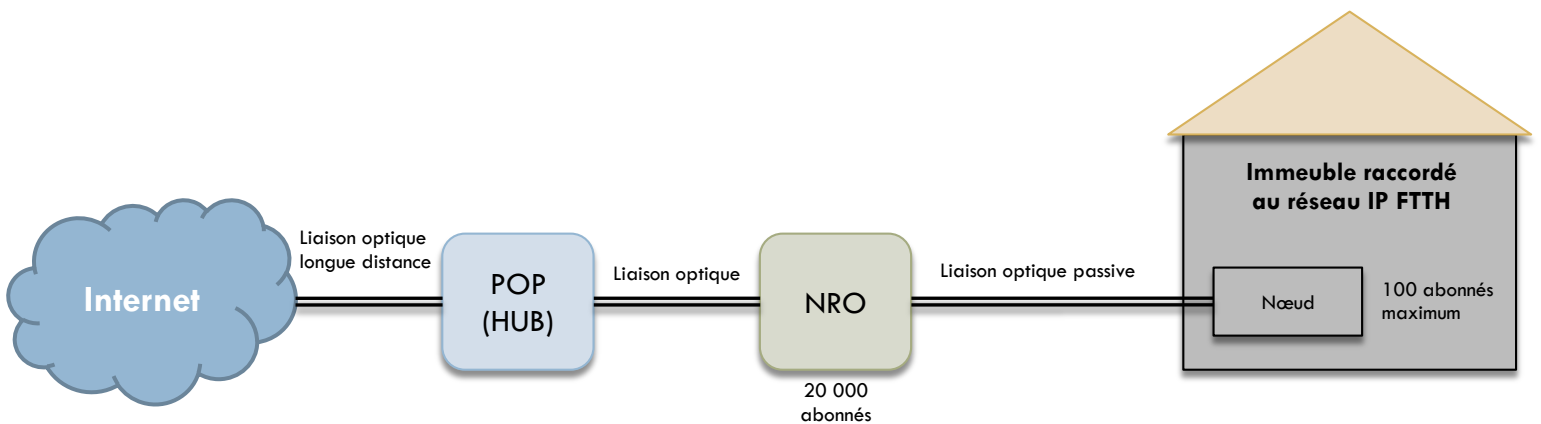 Immeuble raccordé
au réseau IP FTTH
Liaison optique
longue distance
Internet
POP
(HUB)
Liaison optique
NRO
20 000
abonnés
Liaison optique passive
Nœud
100 abonnés
maximum